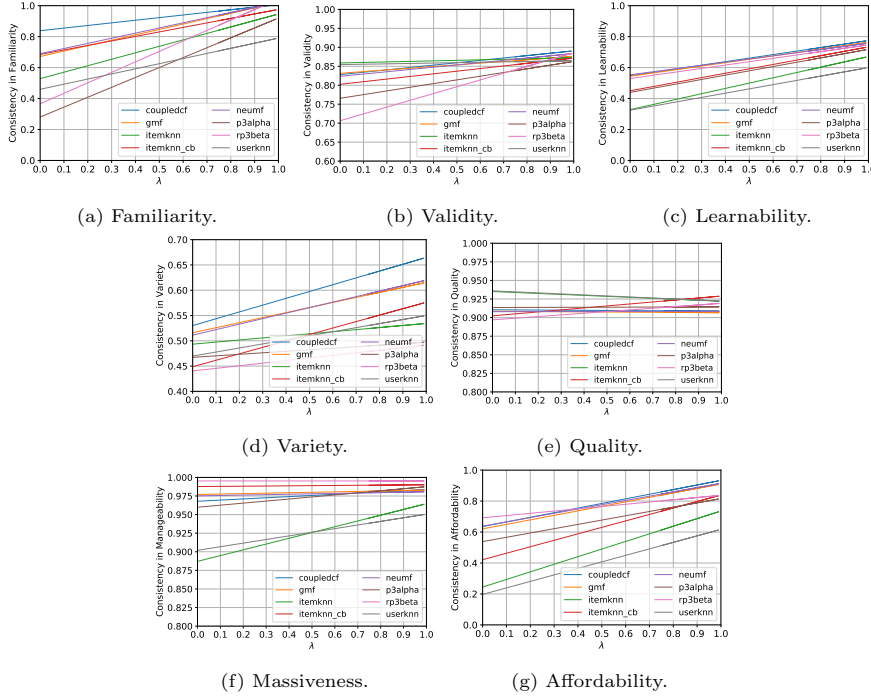 Consistency in Familiarity
1.0
0.8
0.6
0.4
0.2
0.0
coupledcf neumf
gmf p3alpha
itemknn rp3beta
itemknn_cb userknn
0.0 0.1 0.2 0.3 0.4 0.5 0.6 0.7 0.8 0.9 1.0
λ
(a) Familiarity.
Consistency in Validity
1.00
0.95
0.90
0.85
0.80
0.75
0.70
0.65
0.60
coupledcf neumf
gmf p3alpha
itemknn rp3beta
itemknn_cb userknn
0.0 0.1 0.2 0.3 0.4 0.5 0.6 0.7 0.8 0.9 1.0
λ
(b) Validity.
Consistency in Learnability
1.0
0.8
0.6
0.4
0.2
0.0
coupledcf neumf
gmf p3alpha
itemknn rp3beta
itemknn_cb userknn
0.0 0.1 0.2 0.3 0.4 0.5 0.6 0.7 0.8 0.9 1.0
λ
(c) Learnability.
Consistency in Variety
0.70
0.65
0.60
0.55
0.50
0.45
0.40
coupledcf neumf
gmf p3alpha
itemknn rp3beta
itemknn_cb userknn
0.0 0.1 0.2 0.3 0.4 0.5 0.6 0.7 0.8 0.9 1.0
λ
(d) Variety.
Consistency in Quality
1.000
0.975
0.950
0.925
0.900
0.875
0.850
0.825
0.800
coupledcf neumf
gmf p3alpha
itemknn rp3beta
itemknn_cb userknn
0.0 0.1 0.2 0.3 0.4 0.5 0.6 0.7 0.8 0.9 1.0
λ
(e) Quality.
Consistency in Manageability
1.000
0.975
0.950
0.925
0.900
0.875
0.850
0.825
0.800
coupledcf neumf
gmf p3alpha
itemknn rp3beta
itemknn_cb userknn
0.0 0.1 0.2 0.3 0.4 0.5 0.6 0.7 0.8 0.9 1.0
λ
(f) Massiveness.
Consistency in Affordability
1.0
0.8
0.6
0.4
0.2
0.0
coupledcf neumf
gmf p3alpha
itemknn rp3beta
itemknn_cb userknn
0.0 0.1 0.2 0.3 0.4 0.5 0.6 0.7 0.8 0.9 1.0
λ
(g) Affordability.